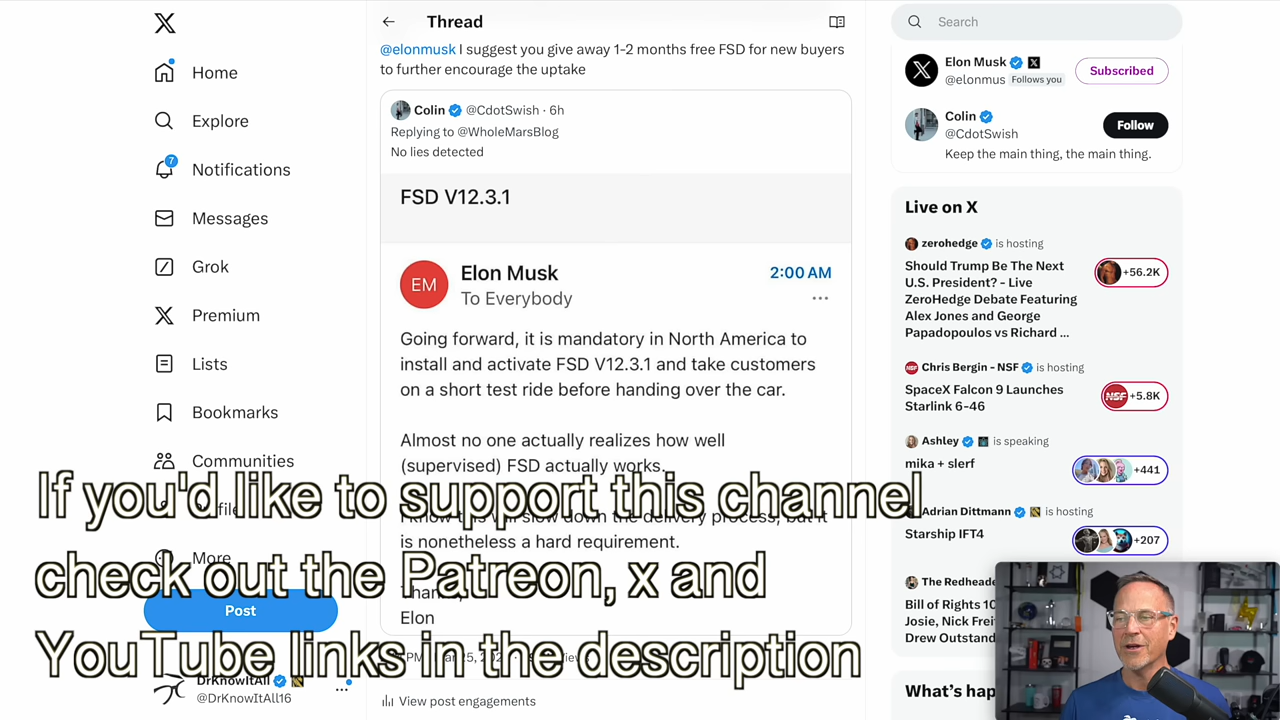 Home
Explore
7
Notifications
Messages
Grok
Premium
Lists
Bookmarks
Communities
More
Post
DrKnowItAll
@DrKnowItAll16
Thread
@elonmusk I suggest you give away 1-2 months free FSD for new buyers
to further encourage the uptake
Colin @CdotSwish · 6h
Replying to @WholeMarsBlog
No lies detected
FSD V12.3.1
EM
Elon Musk
2:00 AM
To Everybody
Going forward, it is mandatory in North America to
install and activate FSD V12.3.1 and take customers
on a short test ride before handing over the car.
Almost no one actually realizes how well
(supervised) FSD actually works.
I know this will slow down the delivery process, but it
is nonetheless a hard requirement.
Thanks,
Elon
View post engagements
If you'd like to support this channel
check out the Patreon, x and
YouTube links in the description
Search
Elon Musk
@elonmus Follows you
Subscribed
Colin
@CdotSwish
Follow
Keep the main thing, the main thing.
Live on X
zerohedge is hosting
Should Trump Be The Next
U.S. President? - Live
ZeroHedge Debate Featuring
Alex Jones and George
Papadopoulos vs Richard ...
+56.2K
Chris Bergin - NSF is hosting
SpaceX Falcon 9 Launches
Starlink 6-46
NSF
+5.8K
Ashley is speaking
mika + slerf
+441
Adrian Dittmann is hosting
Starship IFT4
+207
The Redhea
Bill of Rights 10
Josie, Nick Frei
Drew Outstand
What's hap